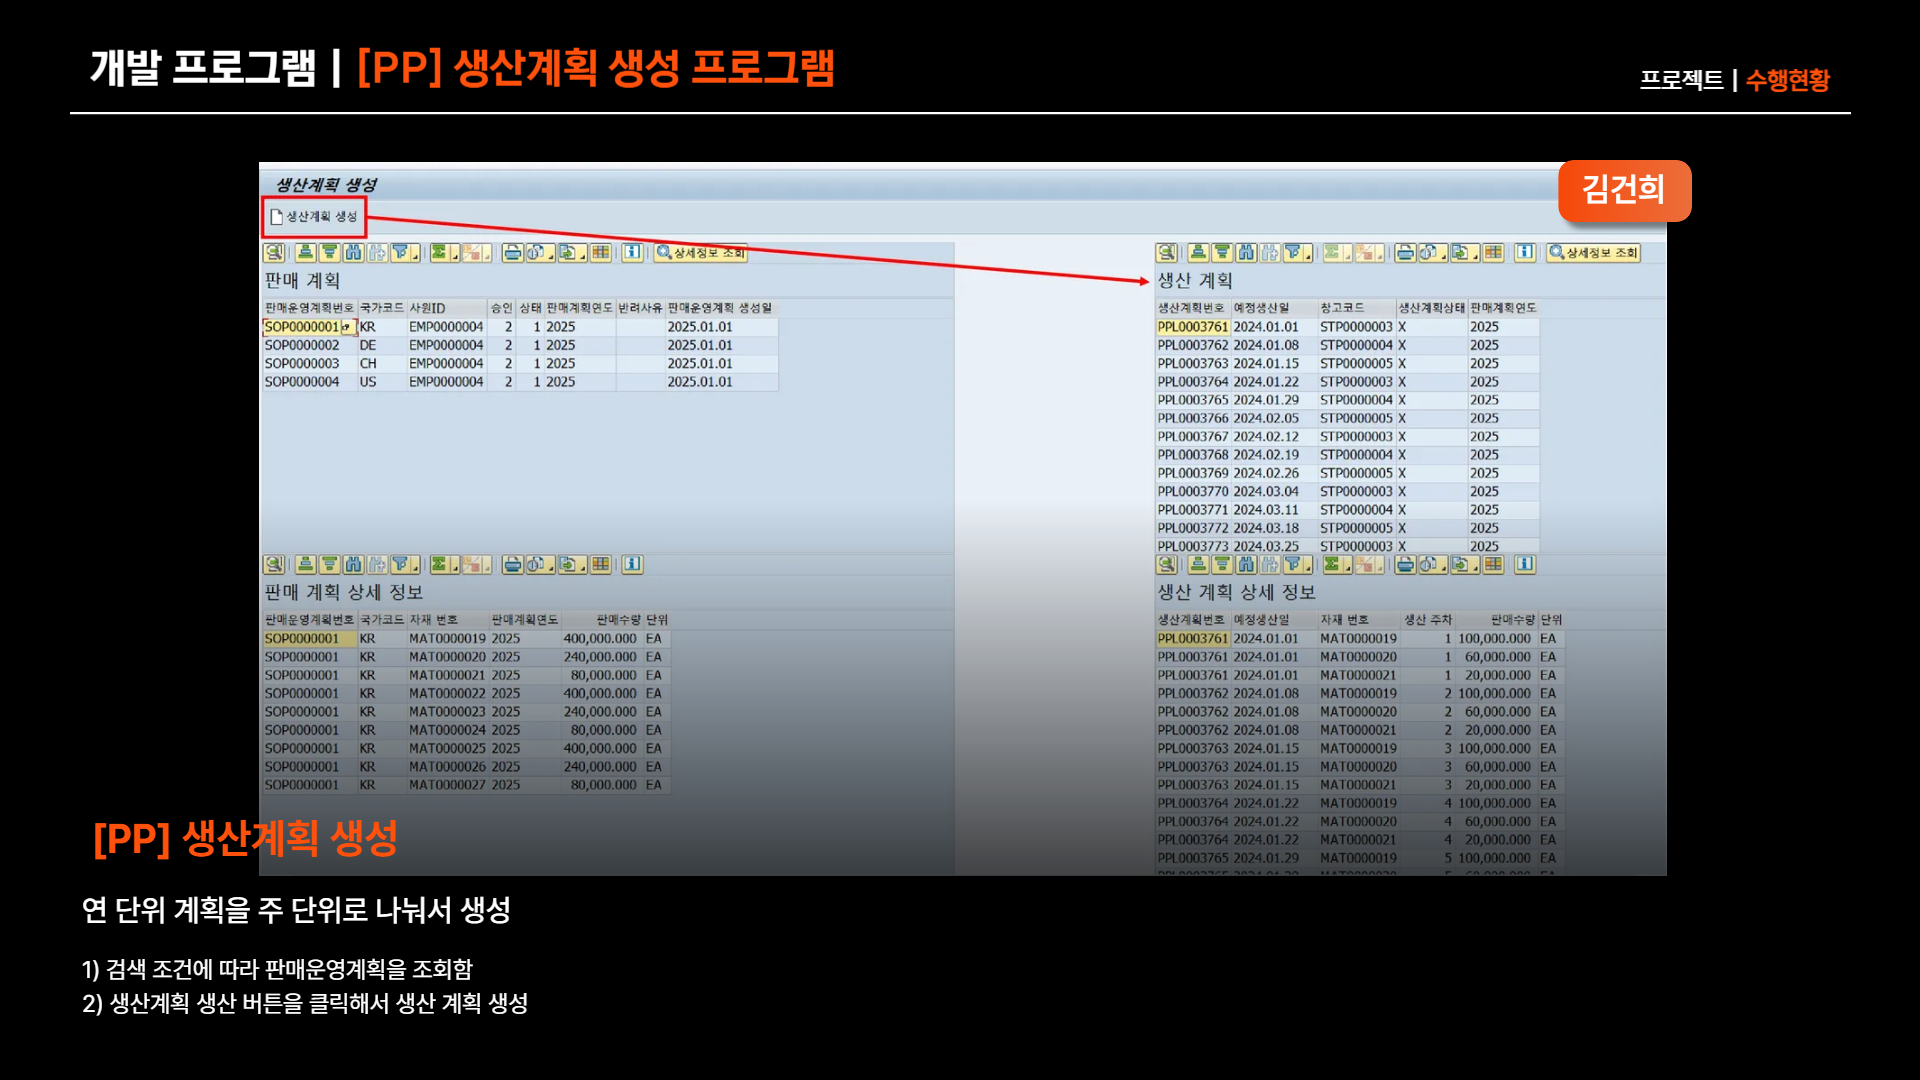 개발 프로그램 | [PP] 생산계획 생성 프로그램
프로젝트 | 수행현황
김건희
생산계획 생성
생산계획 생성
상세정보 조회
판매 계획
판매운영계획번호 국가코드 사원ID 승인 상태 판매계획연도 반려사유 판매운영계획 생성일
SOP0000001 KR EMP0000004 2 1 2025 2025.01.01
SOP0000002 DE EMP0000004 2 1 2025 2025.01.01
SOP0000003 CH EMP0000004 2 1 2025 2025.01.01
SOP0000004 US EMP0000004 2 1 2025 2025.01.01
상세정보 조회
생산 계획
생산계획번호 예정생산일 창고코드 생산계획상태 판매계획연도
PPL0003761 2024.01.01 STP0000003 X 2025
PPL0003762 2024.01.08 STP0000004 X 2025
PPL0003763 2024.01.15 STP0000005 X 2025
PPL0003764 2024.01.22 STP0000003 X 2025
PPL0003765 2024.01.29 STP0000004 X 2025
PPL0003766 2024.02.05 STP0000005 X 2025
PPL0003767 2024.02.12 STP0000003 X 2025
PPL0003768 2024.02.19 STP0000004 X 2025
PPL0003769 2024.02.26 STP0000005 X 2025
PPL0003770 2024.03.04 STP0000003 X 2025
PPL0003771 2024.03.11 STP0000004 X 2025
PPL0003772 2024.03.18 STP0000005 X 2025
PPL0003773 2024.03.25 STP0000003 X 2025
판매 계획 상세 정보
판매운영계획번호 국가코드 자재 번호 판매계획연도 판매수량 단위
SOP0000001 KR MAT0000019 2025 400,000.000 EA
SOP0000001 KR MAT0000020 2025 240,000.000 EA
SOP0000001 KR MAT0000021 2025 80,000.000 EA
SOP0000001 KR MAT0000022 2025 400,000.000 EA
SOP0000001 KR MAT0000023 2025 240,000.000 EA
SOP0000001 KR MAT0000024 2025 80,000.000 EA
SOP0000001 KR MAT0000025 2025 400,000.000 EA
SOP0000001 KR MAT0000026 2025 240,000.000 EA
SOP0000001 KR MAT0000027 2025 80,000.000 EA
생산 계획 상세 정보
생산계획번호 예정생산일 자재 번호 생산 주차 판매수량 단위
PPL0003761 2024.01.01 MAT0000019 1 100,000.000 EA
PPL0003761 2024.01.01 MAT0000020 1 60,000.000 EA
PPL0003761 2024.01.01 MAT0000021 1 20,000.000 EA
PPL0003762 2024.01.08 MAT0000019 2 100,000.000 EA
PPL0003762 2024.01.08 MAT0000020 2 60,000.000 EA
PPL0003762 2024.01.08 MAT0000021 2 20,000.000 EA
PPL0003763 2024.01.15 MAT0000019 3 100,000.000 EA
PPL0003763 2024.01.15 MAT0000020 3 60,000.000 EA
PPL0003763 2024.01.15 MAT0000021 3 20,000.000 EA
PPL0003764 2024.01.22 MAT0000019 4 100,000.000 EA
PPL0003764 2024.01.22 MAT0000020 4 60,000.000 EA
PPL0003764 2024.01.22 MAT0000021 4 20,000.000 EA
PPL0003765 2024.01.29 MAT0000019 5 100,000.000 EA
[PP] 생산계획 생성
연 단위 계획을 주 단위로 나눠서 생성
1) 검색 조건에 따라 판매운영계획을 조회함
2) 생산계획 생산 버튼을 클릭해서 생산 계획 생성